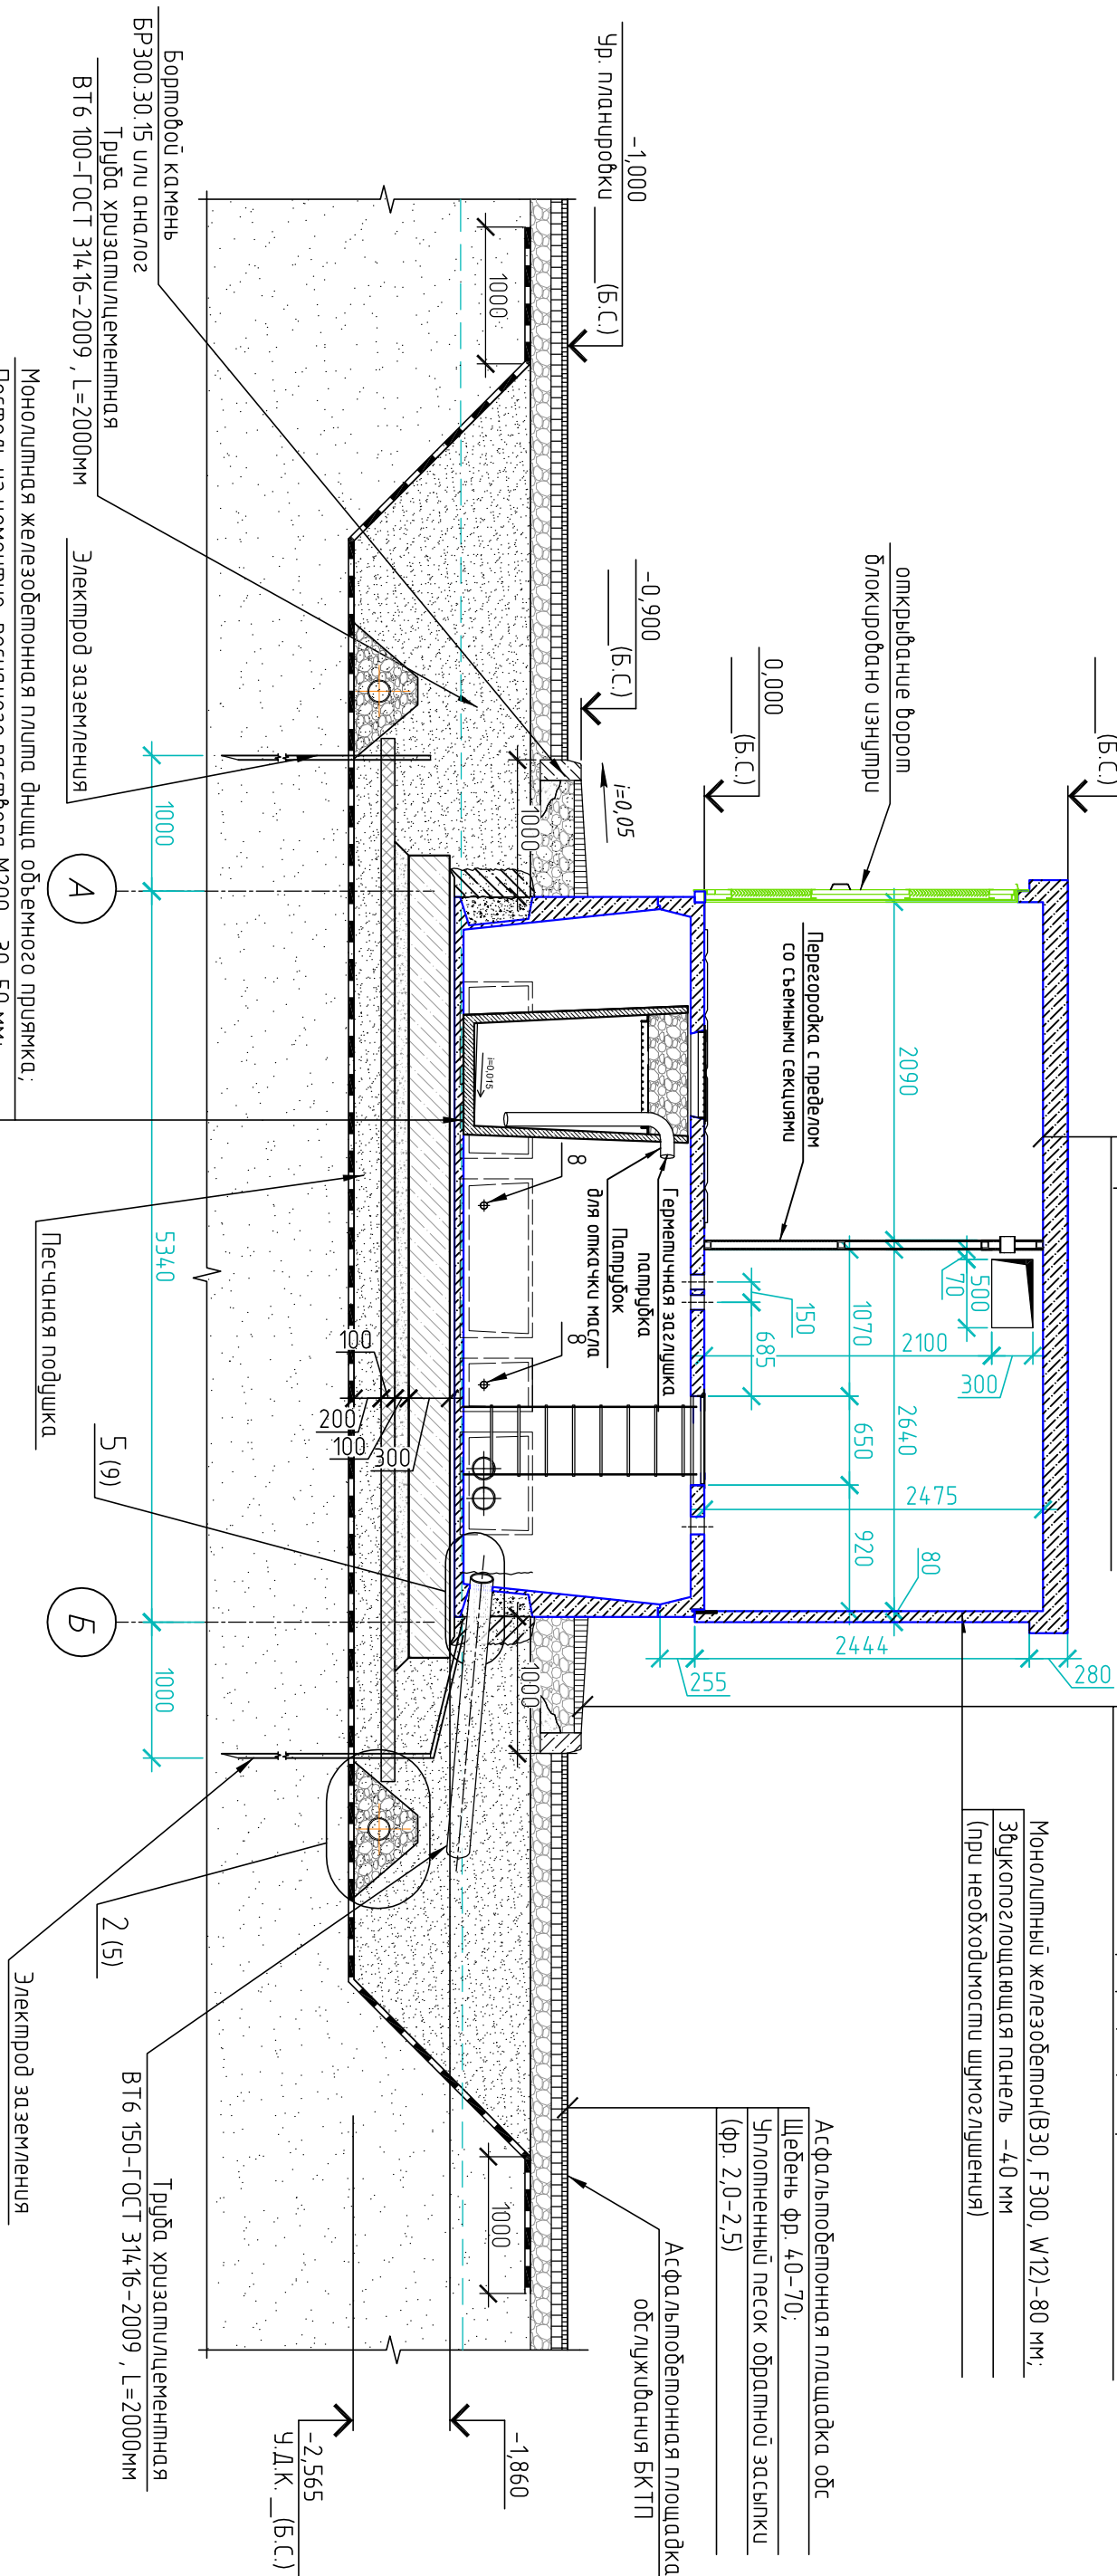 (Б.С.)
0,000
(Б.С.)
-0,900
(Б.С.)
-1,000
Ур. планировки
(Б.С.)
i=0,05
открывание ворот
блокировано изнутри
Перегородка с пределом
со съемными секциями
2090
2640
500
70
300
2100
2475
1070
650
920
150
685
80
2444
280
255
Герметичная заглушка
патрубка
Патрубок
для откачки масла
i=0,015
8
8
1000
1000
1000
1000
Бортовой камень
БР300.30.15 или аналог
Труба хризатилцементная
ВТ6 100-ГОСТ 31416-2009 , L=2000мм
Электрод заземления
Монолитная железобетонная плита днища объемного приямка;
100
200
100
300
1000
5340
1000
А
Б
Песчаная подушка
5 (9)
2 (5)
Электрод заземления
Труба хризатилцементная
ВТ6 150-ГОСТ 31416-2009 , L=2000мм
Монолитный железобетон(В30, F300, W12)-80 мм;
Звукопоглощающая панель -40 мм
(при необходимости шумоглушения)
Асфальтобетонная плащадка обс
Щебень фр. 40-70;
Уплотненный песок обратной засыпки
(фр. 2,0-2,5)
Асфальтобетонная площадка
обслуживания БКТП
-1,860
-2,565
У.Д.К. _(Б.С.)